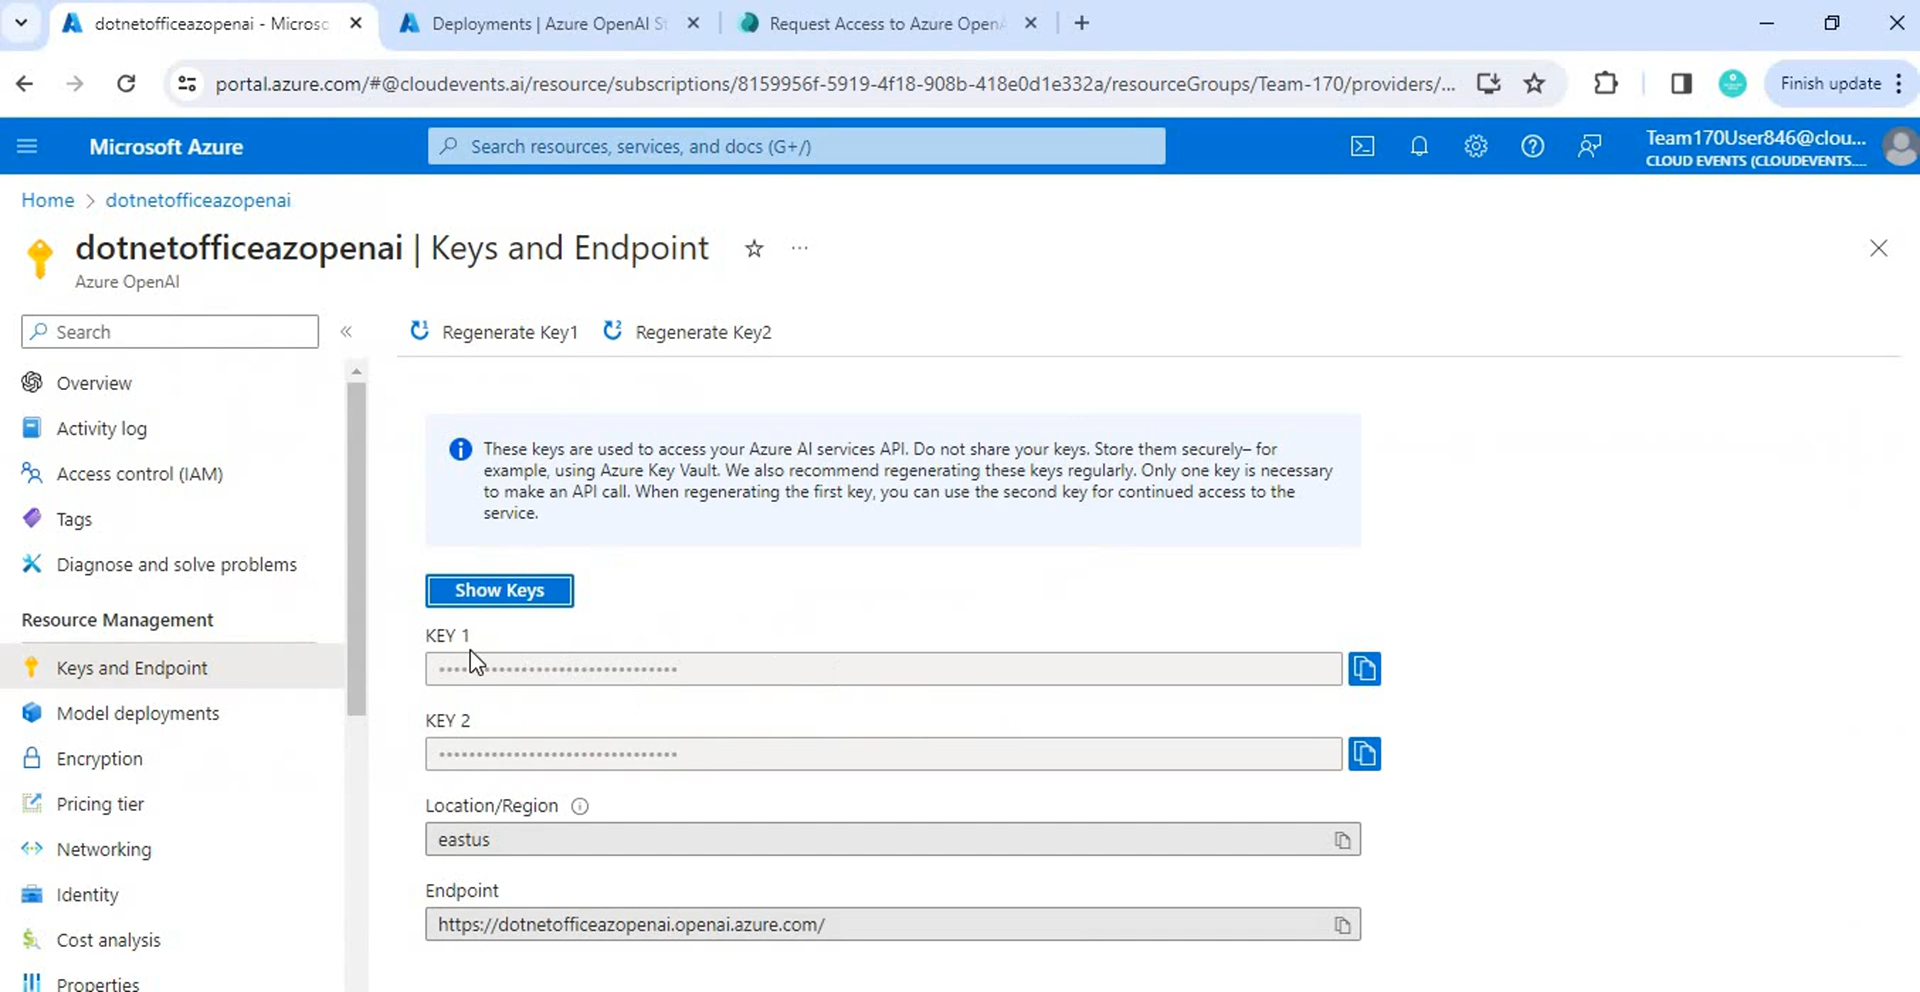 dotnetofficeazopenai - Microso
Deployments | Azure OpenAI St
Request Access to Azure OpenA
portal.azure.com/#@cloudevents.ai/resource/subscriptions/8159956f-5919-4f18-908b-418e0d1e332a/resourceGroups/Team-170/providers/...
Finish update
Microsoft Azure
Search resources, services, and docs (G+/)
Team170User846@clou...
CLOUD EVENTS (CLOUDEVENTS....
Home > dotnetofficeazopenai
dotnetofficeazopenai | Keys and Endpoint
Azure OpenAI
Search
Overview
Activity log
Access control (IAM)
Tags
Diagnose and solve problems
Resource Management
Keys and Endpoint
Model deployments
Encryption
Pricing tier
Networking
Identity
Cost analysis
Properties
Regenerate Key1
Regenerate Key2
These keys are used to access your Azure AI services API. Do not share your keys. Store them securely– for
example, using Azure Key Vault. We also recommend regenerating these keys regularly. Only one key is necessary
to make an API call. When regenerating the first key, you can use the second key for continued access to the
service.
Show Keys
KEY 1
KEY 2
Location/Region
eastus
Endpoint
https://dotnetofficeazopenai.openai.azure.com/